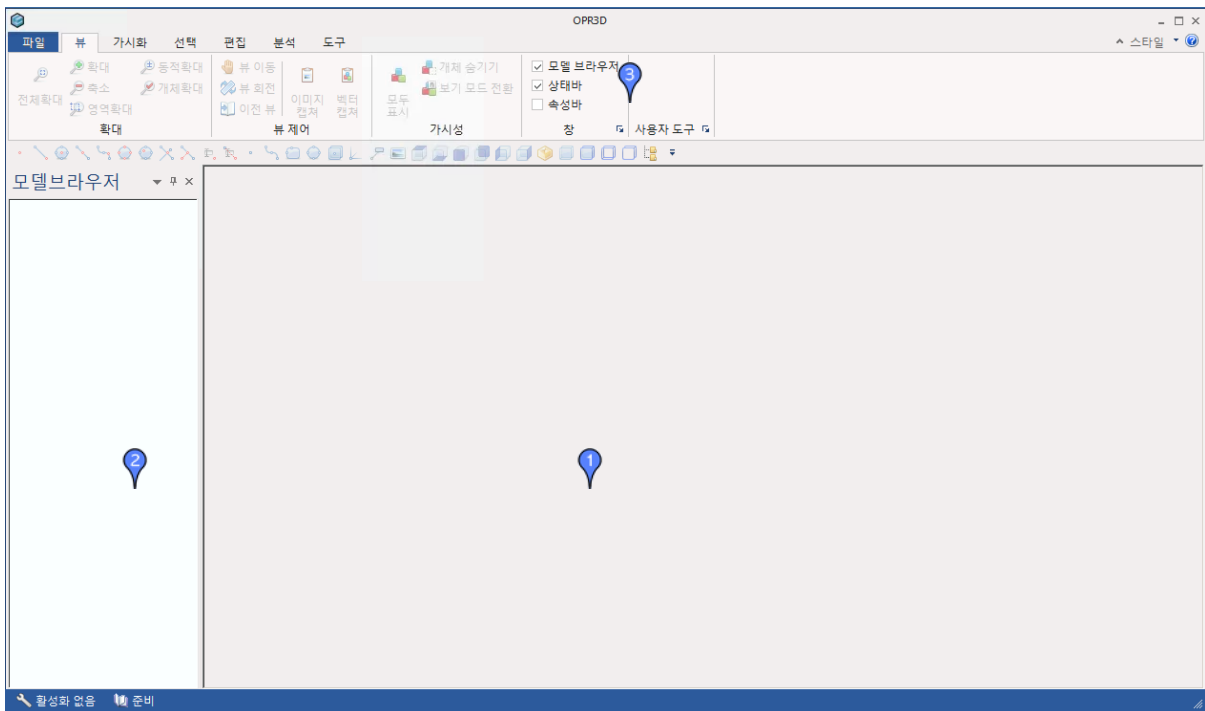 OPR3D
파일 뷰 가시화 선택 편집 분석 도구 스타일
전체확대
확대 동적확대
축소 개체확대
영역확대
확대
뷰 이동
뷰 회전
이전 뷰
이미지
캡쳐
벡터
캡쳐
뷰 제어
모두
표시
개체 숨기기
보기 모드 전환
가시성
모델 브라우저
상태바
속성바
창
사용자 도구
3
모델브라우저
2
1
활성화 없음 준비